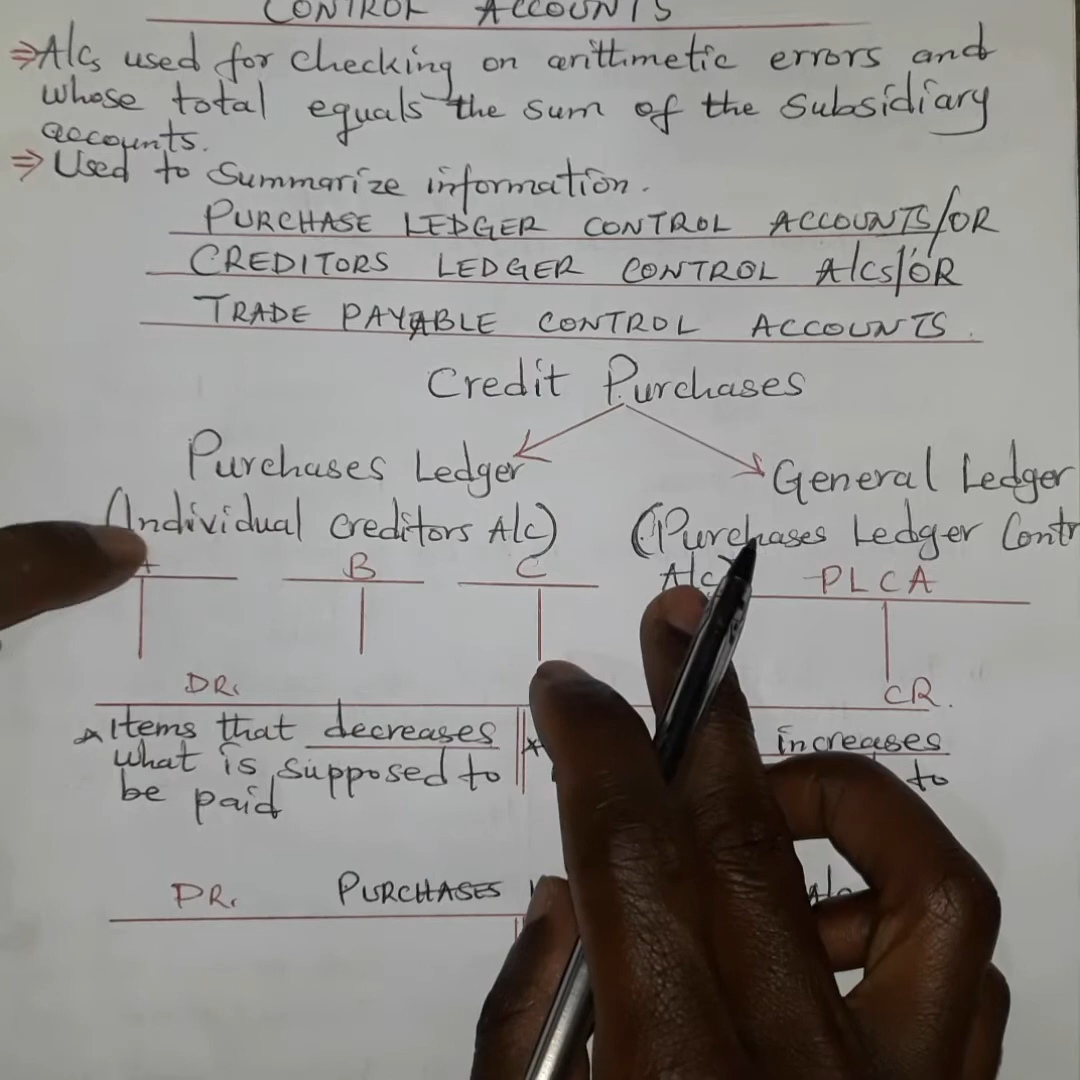 CONTROL ACCOUNTS
⇒ A/Cs used for checking on arithmetic errors and
whose total equals the sum of the subsidiary
accounts.
⇒ Used to summarize information.
PURCHASE LEDGER CONTROL ACCOUNTS/OR
CREDITORS LEDGER CONTROL A/Cs/OR
TRADE PAYABLE CONTROL ACCOUNTS.
Credit Purchases
Purchases Ledger General Ledger
(Individual creditors A/C) (Purchases Ledger Contr
B C A/C PLCA
DR. CR.
* Items that decreases * increases
what is supposed to to
be paid
DR. PURCHASES A/c